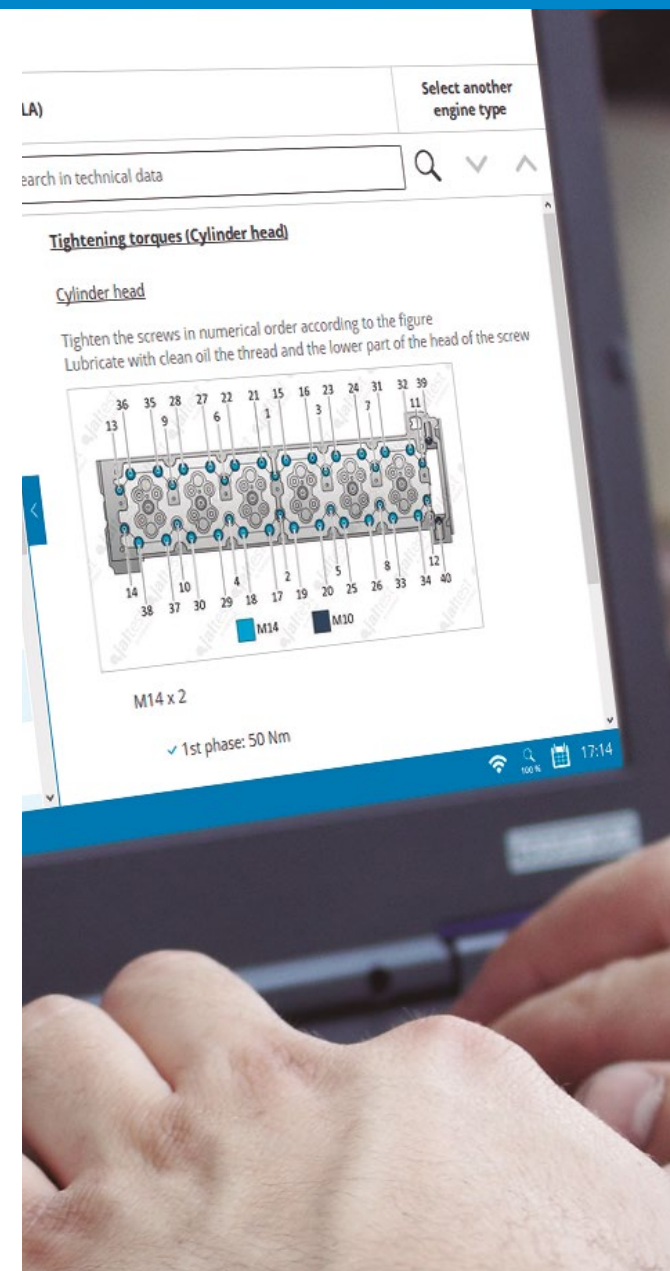 LA)
Select another
engine type
earch in technical data
Tightening torques (Cylinder head)
Cylinder head
Tighten the screws in numerical order according to the figure
Lubricate with clean oil the thread and the lower part of the head of the screw
36 35 28 27 22 21 15 16 23 24 31 32 39
13 9 6 1 3 7 11
14 10 4 2 5 8 12
38 37 30 29 18 17 19 20 25 26 33 34 40
M14 M10
M14 x 2
✓ 1st phase: 50 Nm
100 %
17:14